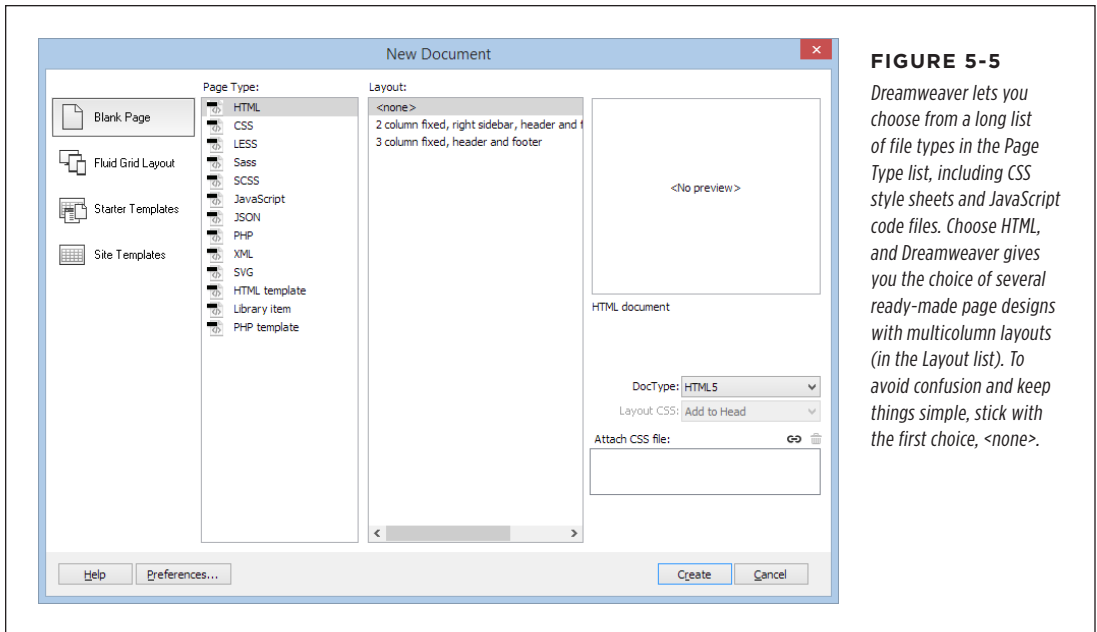 New Document
Page Type:
Layout:
Blank Page
Fluid Grid Layout
Starter Templates
Site Templates
HTML
CSS
LESS
Sass
SCSS
JavaScript
JSON
PHP
XML
SVG
HTML template
Library item
PHP template
<none>
2 column fixed, right sidebar, header and f
3 column fixed, header and footer
<No preview>
HTML document
DocType: HTML5
Layout CSS: Add to Head
Attach CSS file:
Help
Preferences...
Create
Cancel
FIGURE 5-5
Dreamweaver lets you
choose from a long list
of file types in the Page
Type list, including CSS
style sheets and JavaScript
code files. Choose HTML,
and Dreamweaver gives
you the choice of several
ready-made page designs
with multicolumn layouts
(in the Layout list). To
avoid confusion and keep
things simple, stick with
the first choice, <none>.